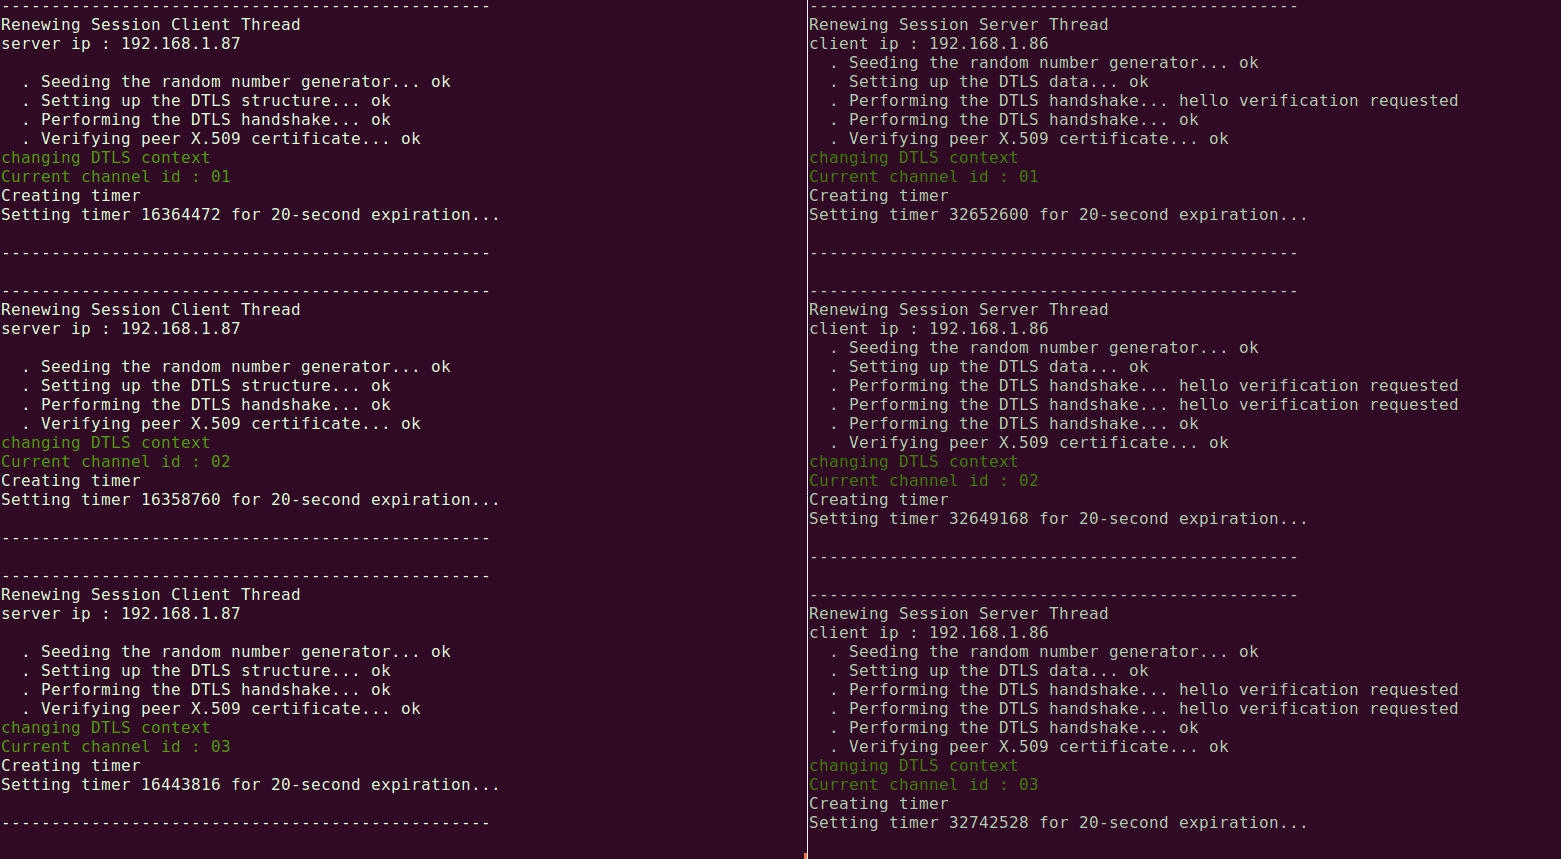 -------------------------------------------------
Renewing Session Client Thread
server ip : 192.168.1.87
  . Seeding the random number generator... ok
  . Setting up the DTLS structure... ok
  . Performing the DTLS handshake... ok
  . Verifying peer X.509 certificate... ok
changing DTLS context
Current channel id : 01
Creating timer
Setting timer 16364472 for 20-second expiration...
-------------------------------------------------
-------------------------------------------------
Renewing Session Client Thread
server ip : 192.168.1.87
  . Seeding the random number generator... ok
  . Setting up the DTLS structure... ok
  . Performing the DTLS handshake... ok
  . Verifying peer X.509 certificate... ok
changing DTLS context
Current channel id : 02
Creating timer
Setting timer 16358760 for 20-second expiration...
-------------------------------------------------
-------------------------------------------------
Renewing Session Client Thread
server ip : 192.168.1.87
  . Seeding the random number generator... ok
  . Setting up the DTLS structure... ok
  . Performing the DTLS handshake... ok
  . Verifying peer X.509 certificate... ok
changing DTLS context
Current channel id : 03
Creating timer
Setting timer 16443816 for 20-second expiration...
-------------------------------------------------
-------------------------------------------------
Renewing Session Server Thread
client ip : 192.168.1.86
  . Seeding the random number generator... ok
  . Setting up the DTLS data... ok
  . Performing the DTLS handshake... hello verification requested
  . Performing the DTLS handshake... ok
  . Verifying peer X.509 certificate... ok
changing DTLS context
Current channel id : 01
Creating timer
Setting timer 32652600 for 20-second expiration...
-------------------------------------------------
-------------------------------------------------
Renewing Session Server Thread
client ip : 192.168.1.86
  . Seeding the random number generator... ok
  . Setting up the DTLS data... ok
  . Performing the DTLS handshake... hello verification requested
  . Performing the DTLS handshake... hello verification requested
  . Performing the DTLS handshake... ok
  . Verifying peer X.509 certificate... ok
changing DTLS context
Current channel id : 02
Creating timer
Setting timer 32649168 for 20-second expiration...
-------------------------------------------------
-------------------------------------------------
Renewing Session Server Thread
client ip : 192.168.1.86
  . Seeding the random number generator... ok
  . Setting up the DTLS data... ok
  . Performing the DTLS handshake... hello verification requested
  . Performing the DTLS handshake... hello verification requested
  . Performing the DTLS handshake... ok
  . Verifying peer X.509 certificate... ok
changing DTLS context
Current channel id : 03
Creating timer
Setting timer 32742528 for 20-second expiration...